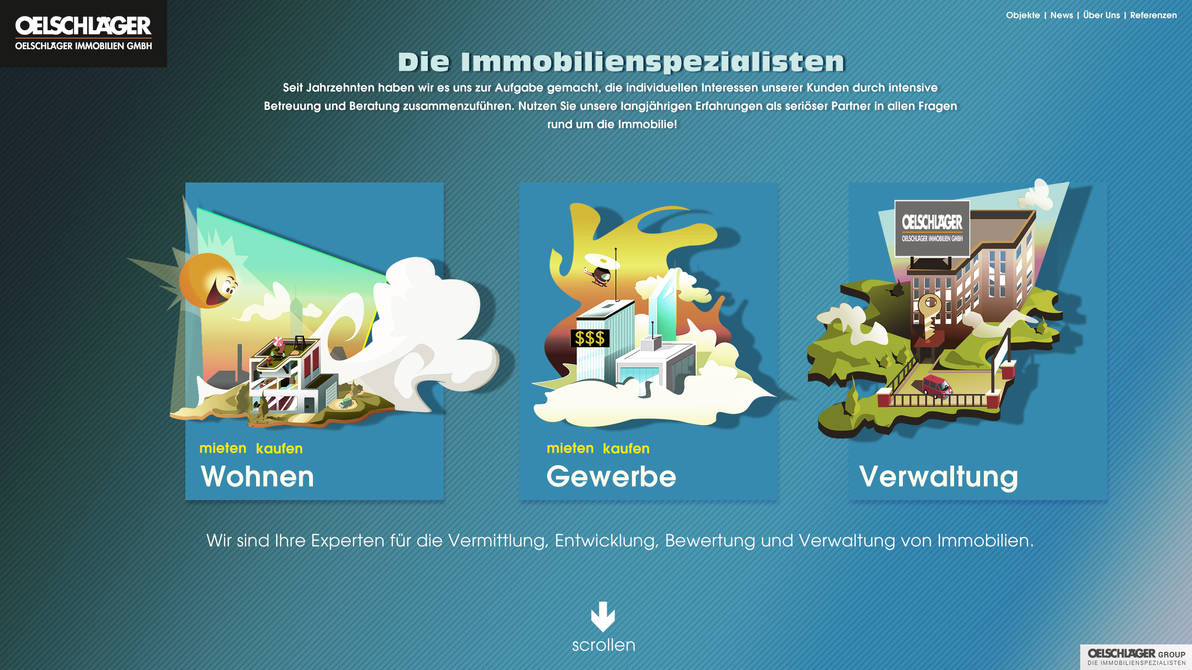 OELSCHLÄGER
OELSCHLÄGER IMMOBILIEN GMBH
Objekte | News | Über Uns | Referenzen
Die Immobilienspezialisten
Seit Jahrzehnten haben wir es uns zur Aufgabe gemacht, die individuellen Interessen unserer Kunden durch intensive
Betreuung und Beratung zusammenzuführen. Nutzen Sie unsere langjährigen Erfahrungen als seriöser Partner in allen Fragen
rund um die Immobilie!
$$$
OELSCHLÄGER
OELSCHLÄGER IMMOBILIEN GMBH
mieten kaufen
Wohnen
mieten kaufen
Gewerbe
Verwaltung
Wir sind Ihre Experten für die Vermittlung, Entwicklung, Bewertung und Verwaltung von Immobilien.
scrollen
OELSCHLÄGER GROUP
DIE IMMOBILIENSPEZIALISTEN